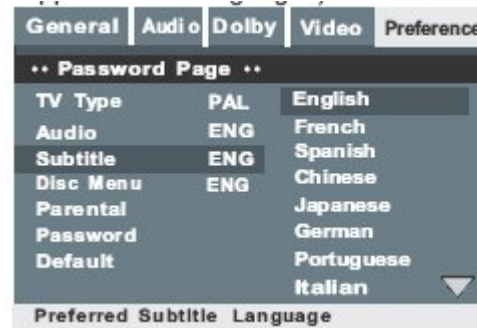 General Audio Dolby Video Preference
•• Password Page ••
TV Type PAL English
Audio ENG French
Subtitle ENG Spanish
Disc Menu ENG Chinese
Parental Japanese
Password German
Default Portuguese
Italian
Preferred Subtitle Language